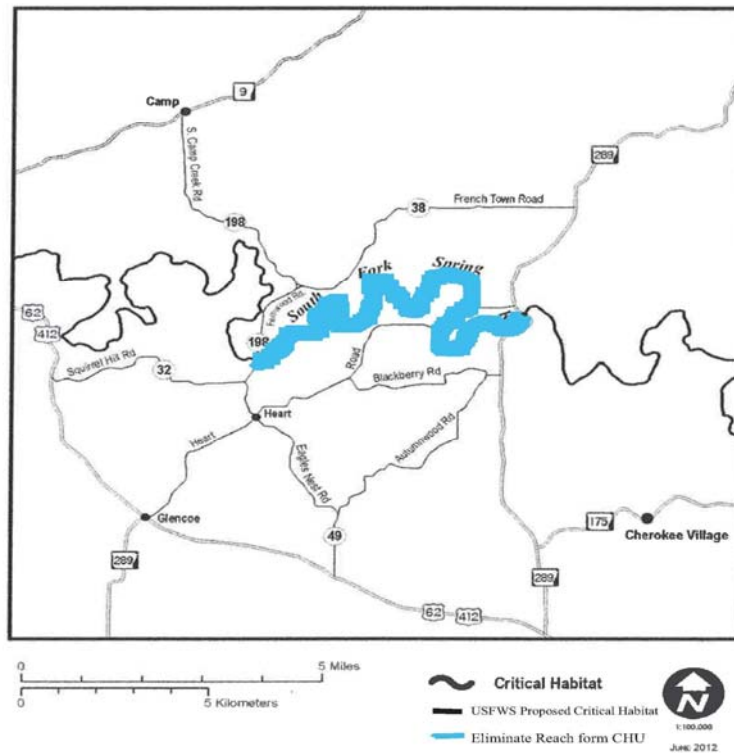 Camp
9
S. Camp Creek Rd
289
French Town Road
38
198
South Fork Spring
Fernwood Rd.
198
62
412
Squirrel Hill Rd
32
Road
Blackberry Rd
Heart
Heart
Eagles Nest Rd
Autumnwood Rd
Glencoe
49
175
Cherokee Village
289
289
62
412
0 5 Miles
0 5 Kilometers
Critical Habitat
USFWS Proposed Critical Habitat
Eliminate Reach form CHU
N
1:100,000
JUNE 2012